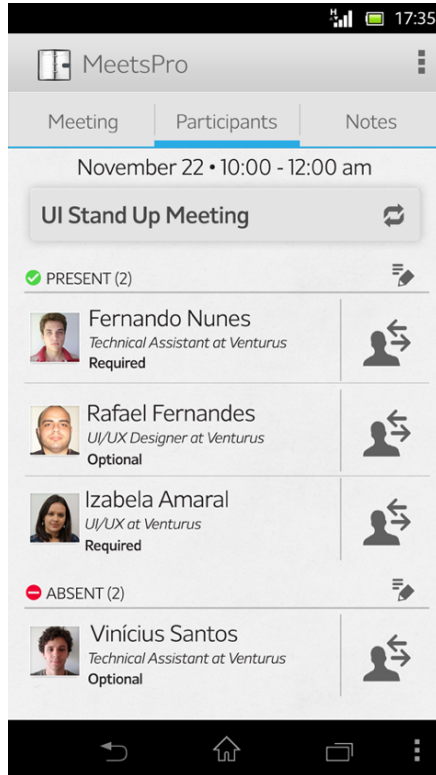 H
17:35
MeetsPro
Meeting
Participants
Notes
November 22 • 10:00 - 12:00 am
UI Stand Up Meeting
PRESENT (2)
Fernando Nunes
Technical Assistant at Venturus
Required
Rafael Fernandes
UI/UX Designer at Venturus
Optional
Izabela Amaral
UI/UX at Venturus
Required
ABSENT (2)
Vinícius Santos
Technical Assistant at Venturus
Optional